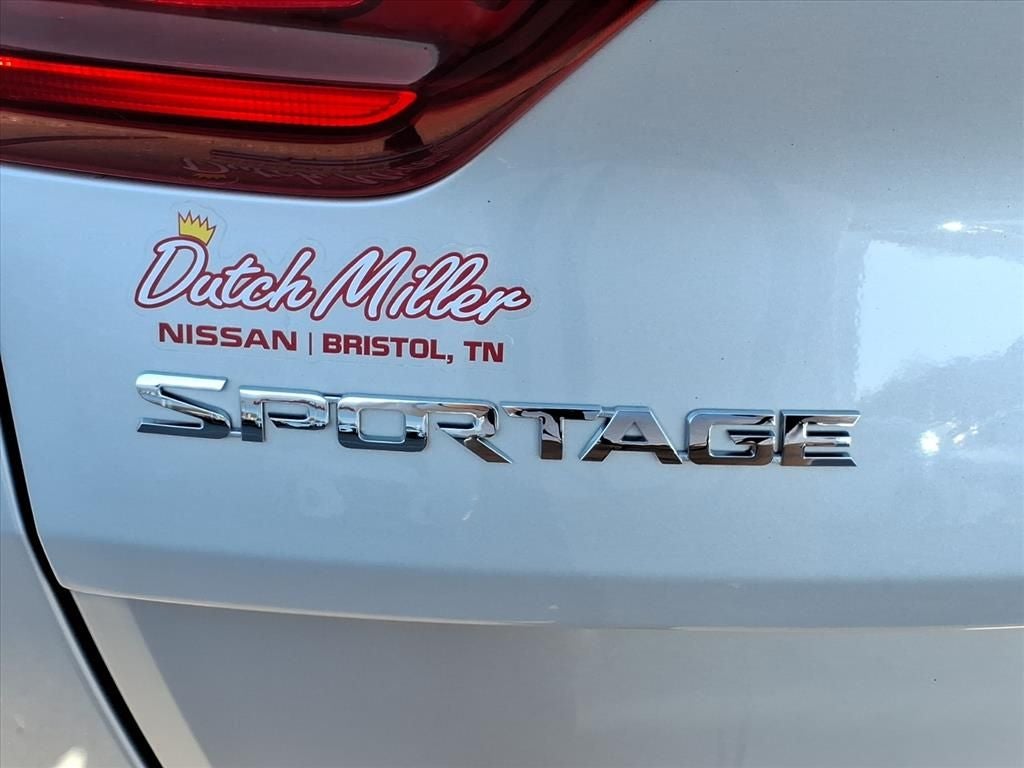 Dutch Miller
NISSAN | BRISTOL, TN
SPORTAGE